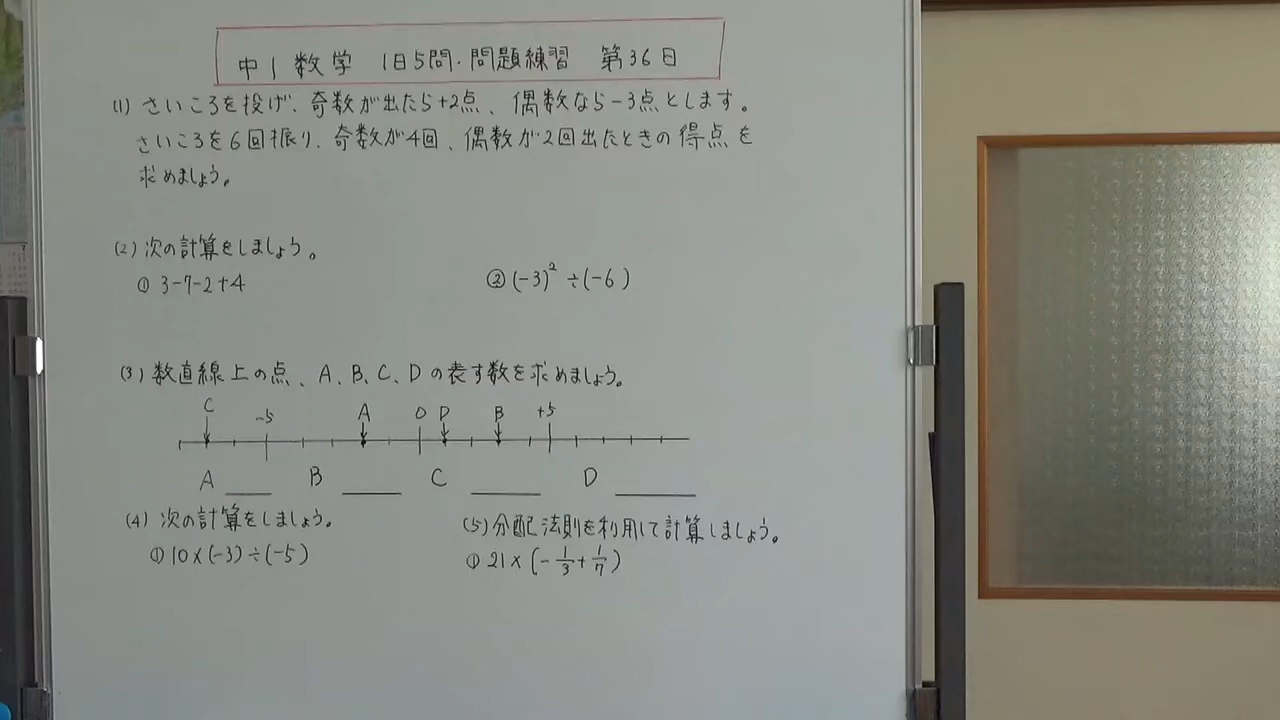 中1 数学 1日5問・問題練習 第36日
(1) さいころを投げ、奇数が出たら+2点、偶数なら-3点とします。
さいころを6回振り、奇数が4回、偶数が2回出たときの得点を
求めましょう。
(2) 次の計算をしましょう。
① 3-7-2+4 ② (-3)² ÷(-6)
(3) 数直線上の点、A、B、C、Dの表す数を求めましょう。
C -5 A 0 D B +5
A ___ B ___ C ___ D ___
(4) 次の計算をしましょう。 (5) 分配法則を利用して計算しましょう。
① 10×(-3)÷(-5) ① 21×(-1/3+1/7)